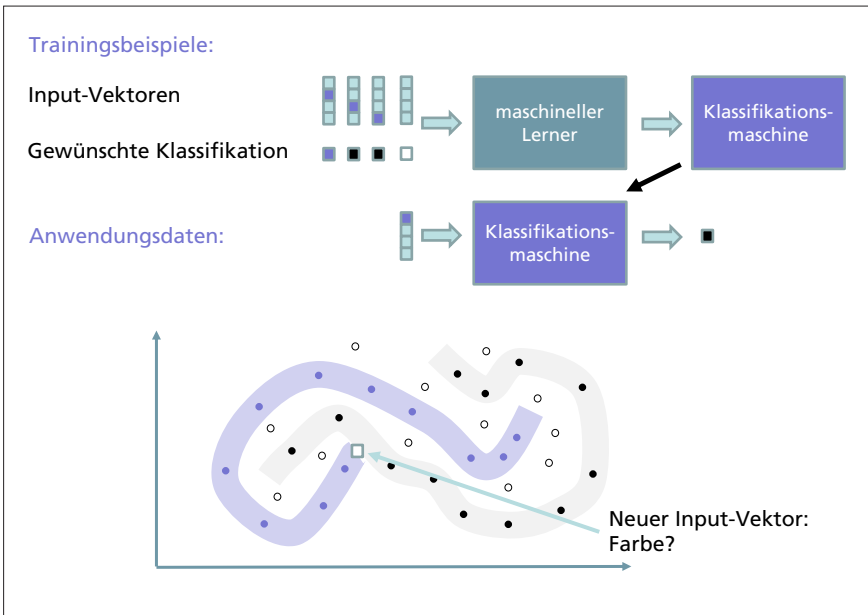 Trainingsbeispiele:
Input-Vektoren
maschineller
Lerner
Klassifikations-
maschine
Gewünschte Klassifikation
Anwendungsdaten:
Klassifikations-
maschine
Neuer Input-Vektor:
Farbe?